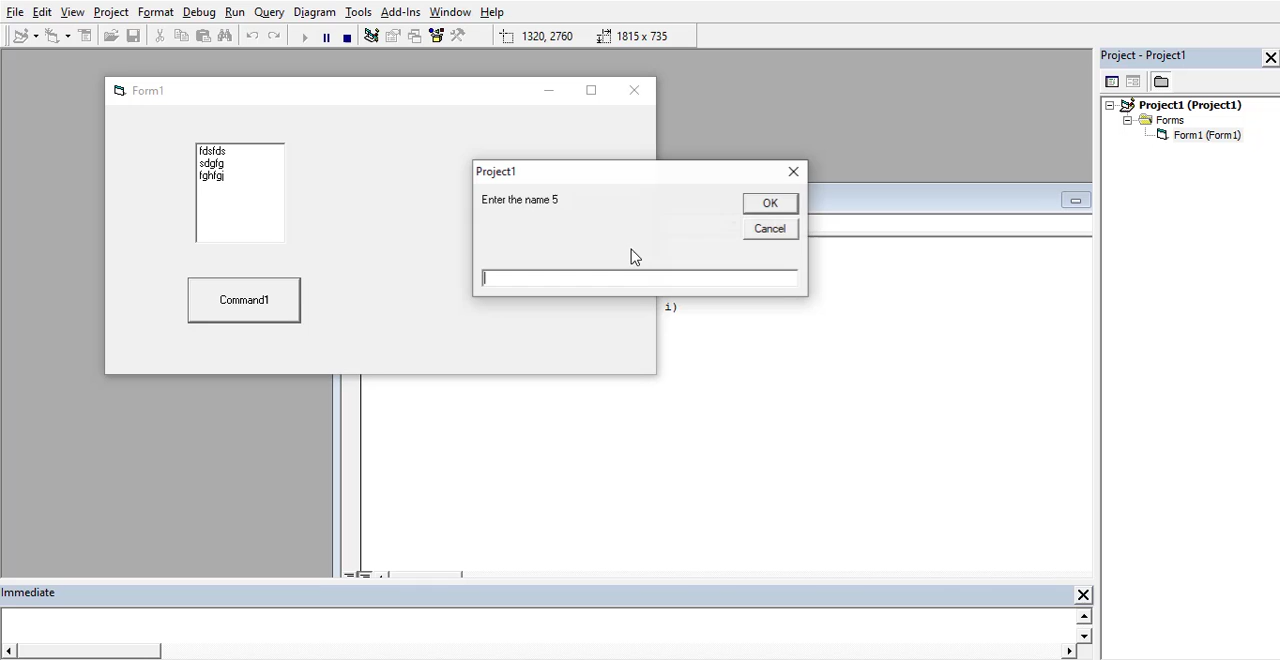 File Edit View Project Format Debug Run Query Diagram Tools Add-Ins Window Help
1320, 2760 1815 x 735
Project - Project1
Project1 (Project1)
Forms
Form1 (Form1)
Form1
fdsfds
sdgfg
fghfgj
Command1
Project1
Enter the name 5
OK
Cancel
i)
Immediate